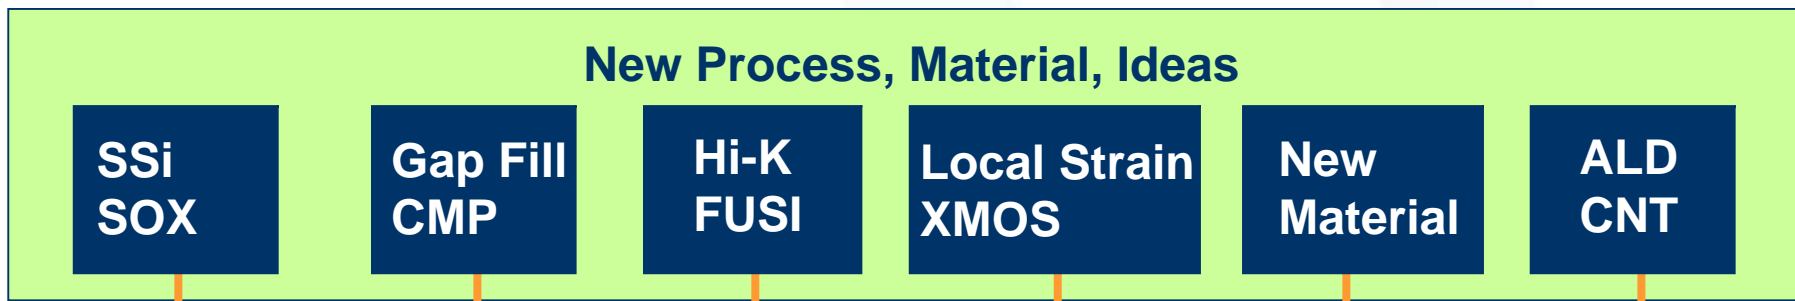 New Process, Material, Ideas
SSi
SOX
Gap Fill
CMP
Hi-K
FUSI
Local Strain
XMOS
New
Material
ALD
CNT